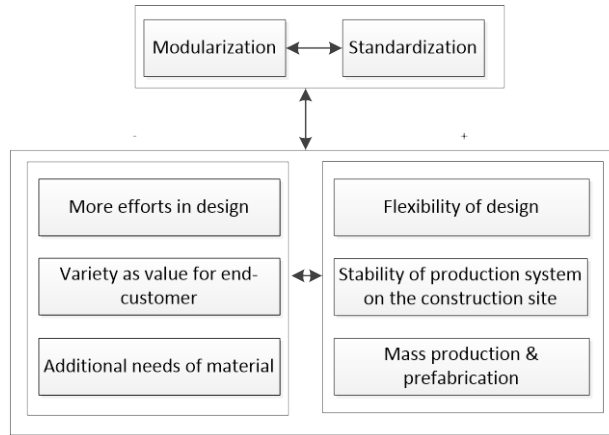 Modularization
Standardization
-
+
More efforts in design
Variety as value for end-
customer
Additional needs of material
Flexibility of design
Stability of production system
on the construction site
Mass production &
prefabrication